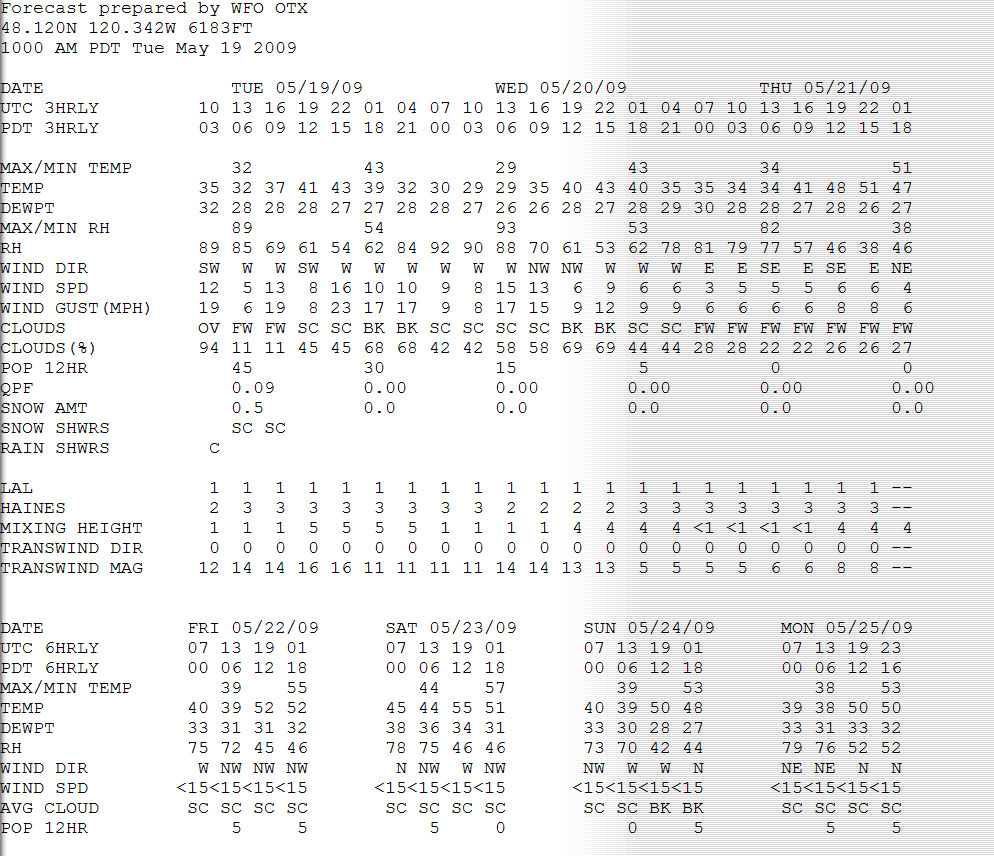 Forecast prepared by WFO OTX
48.120N 120.342W 6183FT
1000 AM PDT Tue May 19 2009

DATE             TUE 05/19/09            WED 05/20/09            THU 05/21/09
UTC 3HRLY     10 13 16 19 22 01 04 07 10 13 16 19 22 01 04 07 10 13 16 19 22 01
PDT 3HRLY     03 06 09 12 15 18 21 00 03 06 09 12 15 18 21 00 03 06 09 12 15 18

MAX/MIN TEMP     32          43          29          43          34          51
TEMP          35 32 37 41 43 39 32 30 29 29 35 40 43 40 35 35 34 34 41 48 51 47
DEWPT         32 28 28 28 27 27 28 28 27 26 26 28 27 28 29 30 28 28 27 28 26 27
MAX/MIN RH       89          54          93          53          82          38
RH            89 85 69 61 54 62 84 92 90 88 70 61 53 62 78 81 79 77 57 46 38 46
WIND DIR      SW  W  W SW  W  W  W  W  W  W NW NW  W  W  W  E  E SE  E SE  E NE
WIND SPD      12  5 13  8 16 10 10  9  8 15 13  6  9  6  6  3  5  5  5  6  6  4
WIND GUST(MPH)    19  6 19  8 23 17 17  9  8 17 15  9 12  9  9  6  6  6  6  8  8  6
CLOUDS        OV FW FW SC SC BK BK SC SC SC SC BK BK SC SC FW FW FW FW FW FW FW
CLOUDS(%)     94 11 11 45 45 68 68 42 42 58 58 69 69 44 44 28 28 22 22 26 26 27
POP 12HR         45          30          15           5           0           0
QPF              0.09        0.00        0.00        0.00        0.00        0.00
SNOW AMT         0.5         0.0         0.0         0.0         0.0         0.0
SNOW SHWRS       SC SC
RAIN SHWRS     C

LAL            1  1  1  1  1  1  1  1  1  1  1  1  1  1  1  1  1  1  1  1  1 --
HAINES         2  3  3  3  3  3  3  3  3  2  2  2  2  3  3  3  3  3  3  3  3 --
MIXING HEIGHT  1  1  1  5  5  5  5  1  1  1  1  4  4  4  4 <1 <1 <1 <1  4  4  4
TRANSWIND DIR  0  0  0  0  0  0  0  0  0  0  0  0  0  0  0  0  0  0  0  0  0 --
TRANSWIND MAG 12 14 14 16 16 11 11 11 11 14 14 13 13  5  5  5  5  6  6  8  8 --

DATE             FRI 05/22/09      SAT 05/23/09      SUN 05/24/09      MON 05/25/09
UTC 6HRLY        07 13 19 01       07 13 19 01       07 13 19 01       07 13 19 23
PDT 6HRLY        00 06 12 18       00 06 12 18       00 06 12 18       00 06 12 16
MAX/MIN TEMP        39    55          44    57          39    53          38    53
TEMP             40 39 52 52       45 44 55 51       40 39 50 48       39 38 50 50
DEWPT            33 31 31 32       38 36 34 31       33 30 28 27       33 31 33 32
RH               75 72 45 46       78 75 46 46       73 70 42 44       79 76 52 52
WIND DIR          W NW NW NW        N NW  W NW       NW  W  W  N       NE NE  N  N
WIND SPD        <15<15<15<15      <15<15<15<15      <15<15<15<15      <15<15<15<15
AVG CLOUD        SC SC SC SC       SC SC SC SC       SC SC BK BK       SC SC SC SC
POP 12HR             5     5           5     0           0     5           5     5